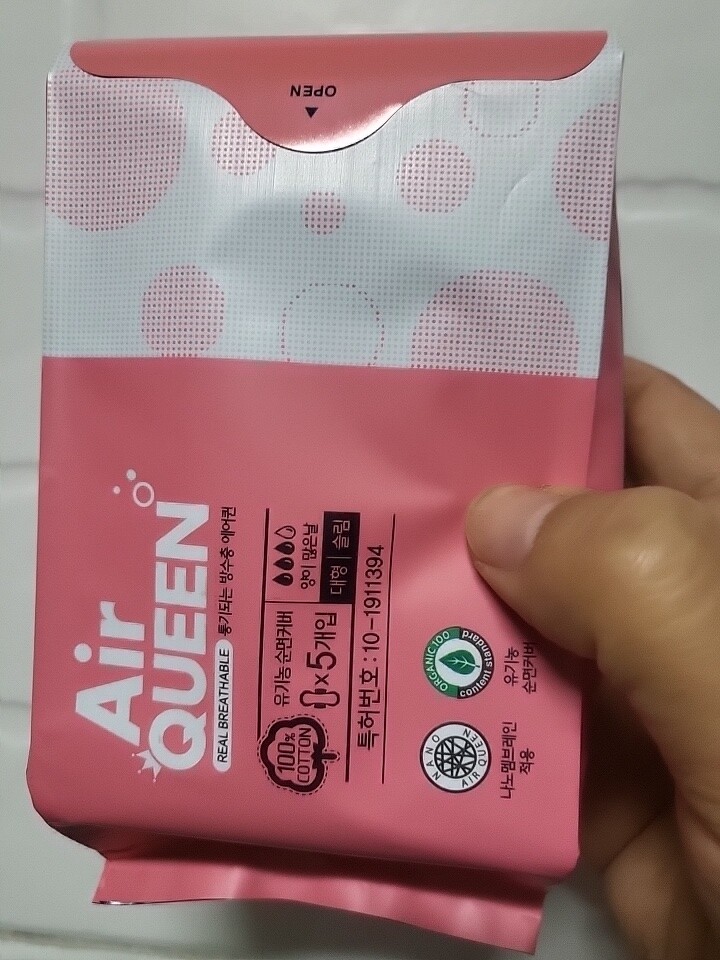 OPEN
Air
QUEEN
REAL BREATHABLE 통기되는 방수층 에어퀸
100%
COTTON
유기농 순면커버
×5개입
양이 많은날
대형 | 슬림
특허번호 : 10-1911394
NANO
AIR QUEEN
나노멤브레인
적용
ORGANIC 100
content standard
유기농
순면커버